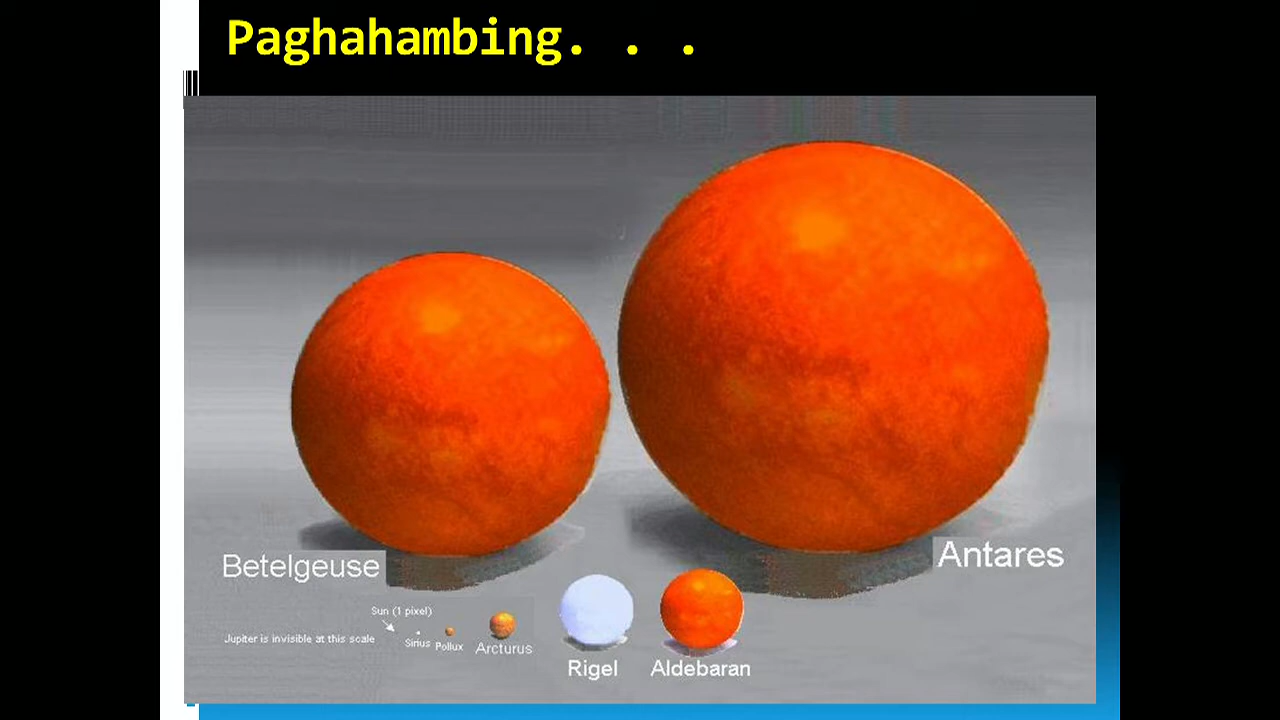 Paghahambing. . .
Betelgeuse
Antares
Sun (1 pixel)
Jupiter is invisible at this scale
Sirius
Pollux
Arcturus
Rigel
Aldebaran